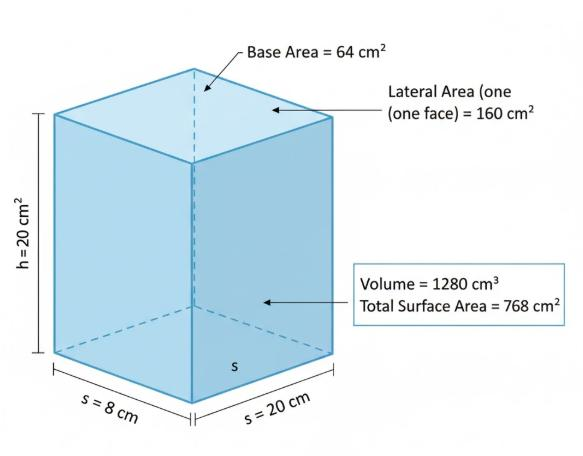 Base Area = 64 cm²
Lateral Area (one
(one face) = 160 cm²
h = 20 cm²
Volume = 1280 cm³
Total Surface Area = 768 cm²
s
s = 8 cm
s = 20 cm